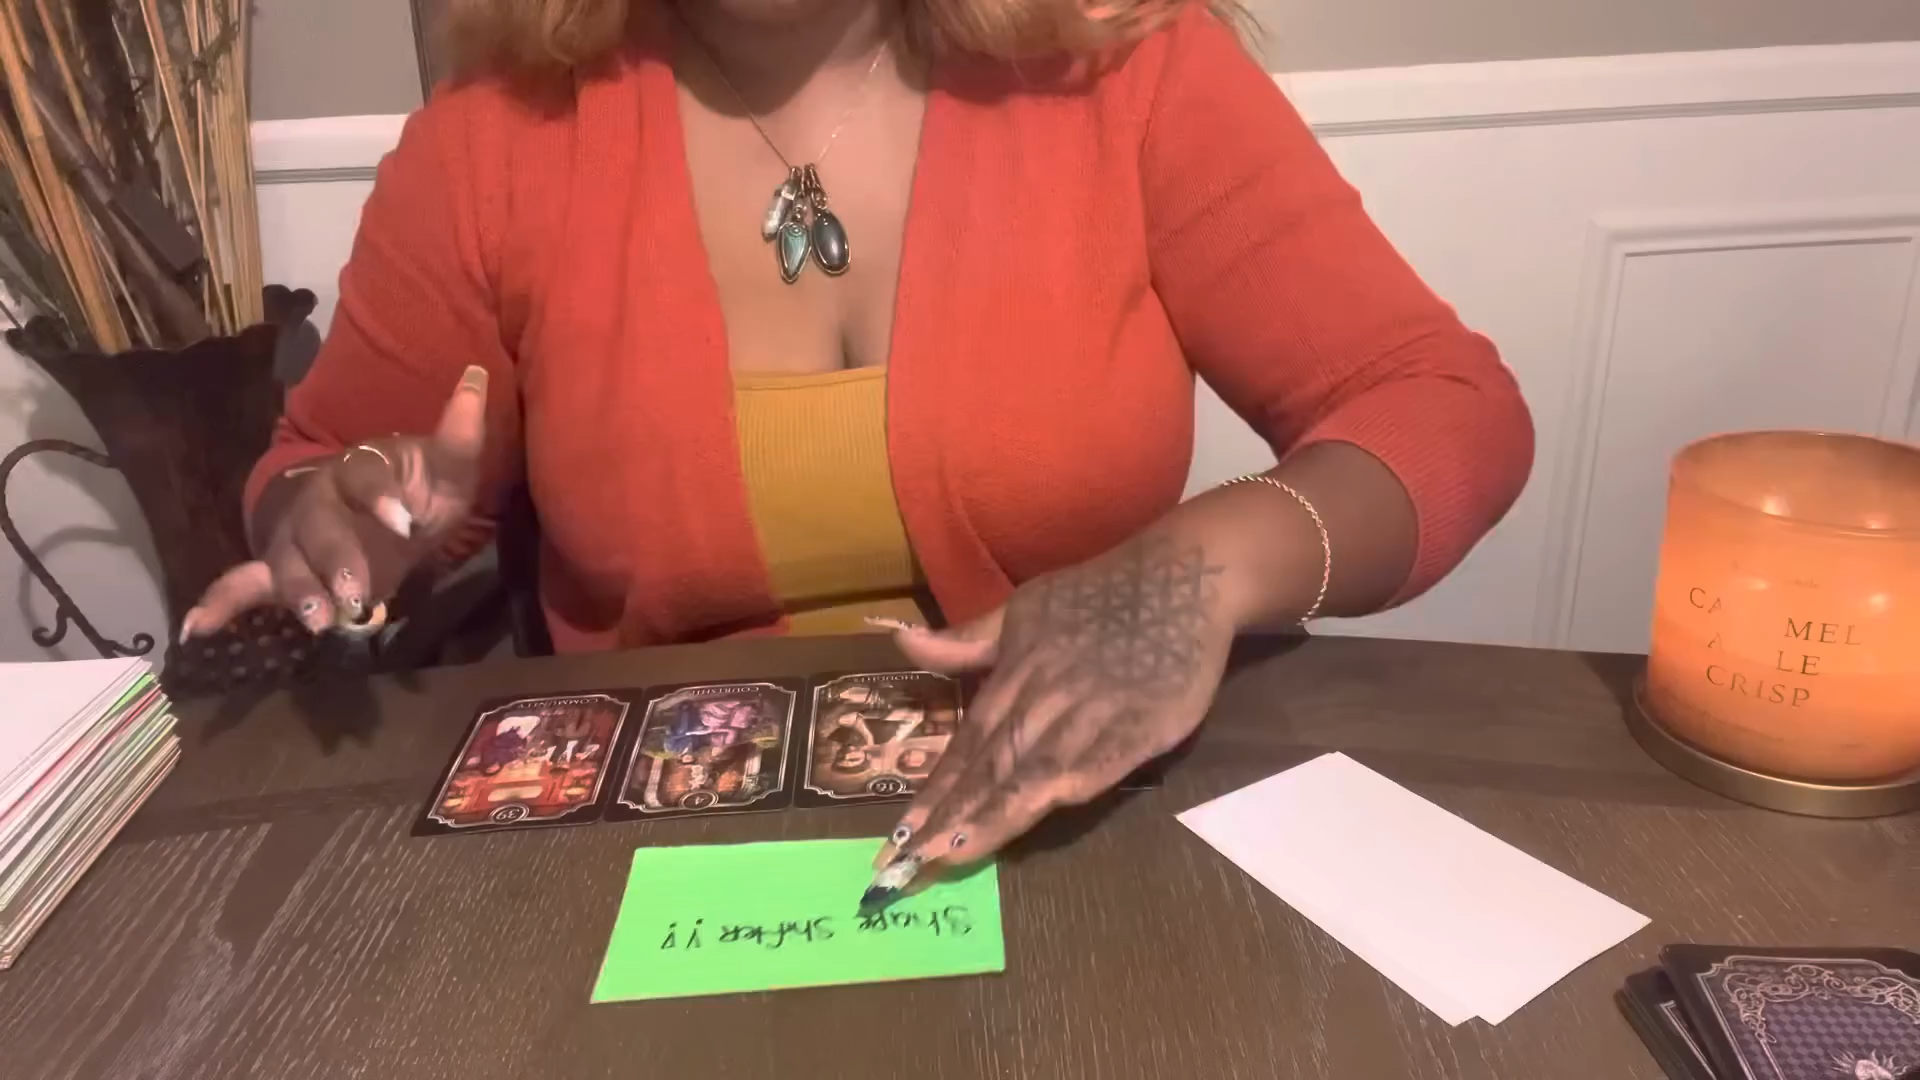 COMMUNITY
39
COURTSHIP
4
THOUGHTS
16
Shape Shifter !!
CA MEL
A LE
CRISP